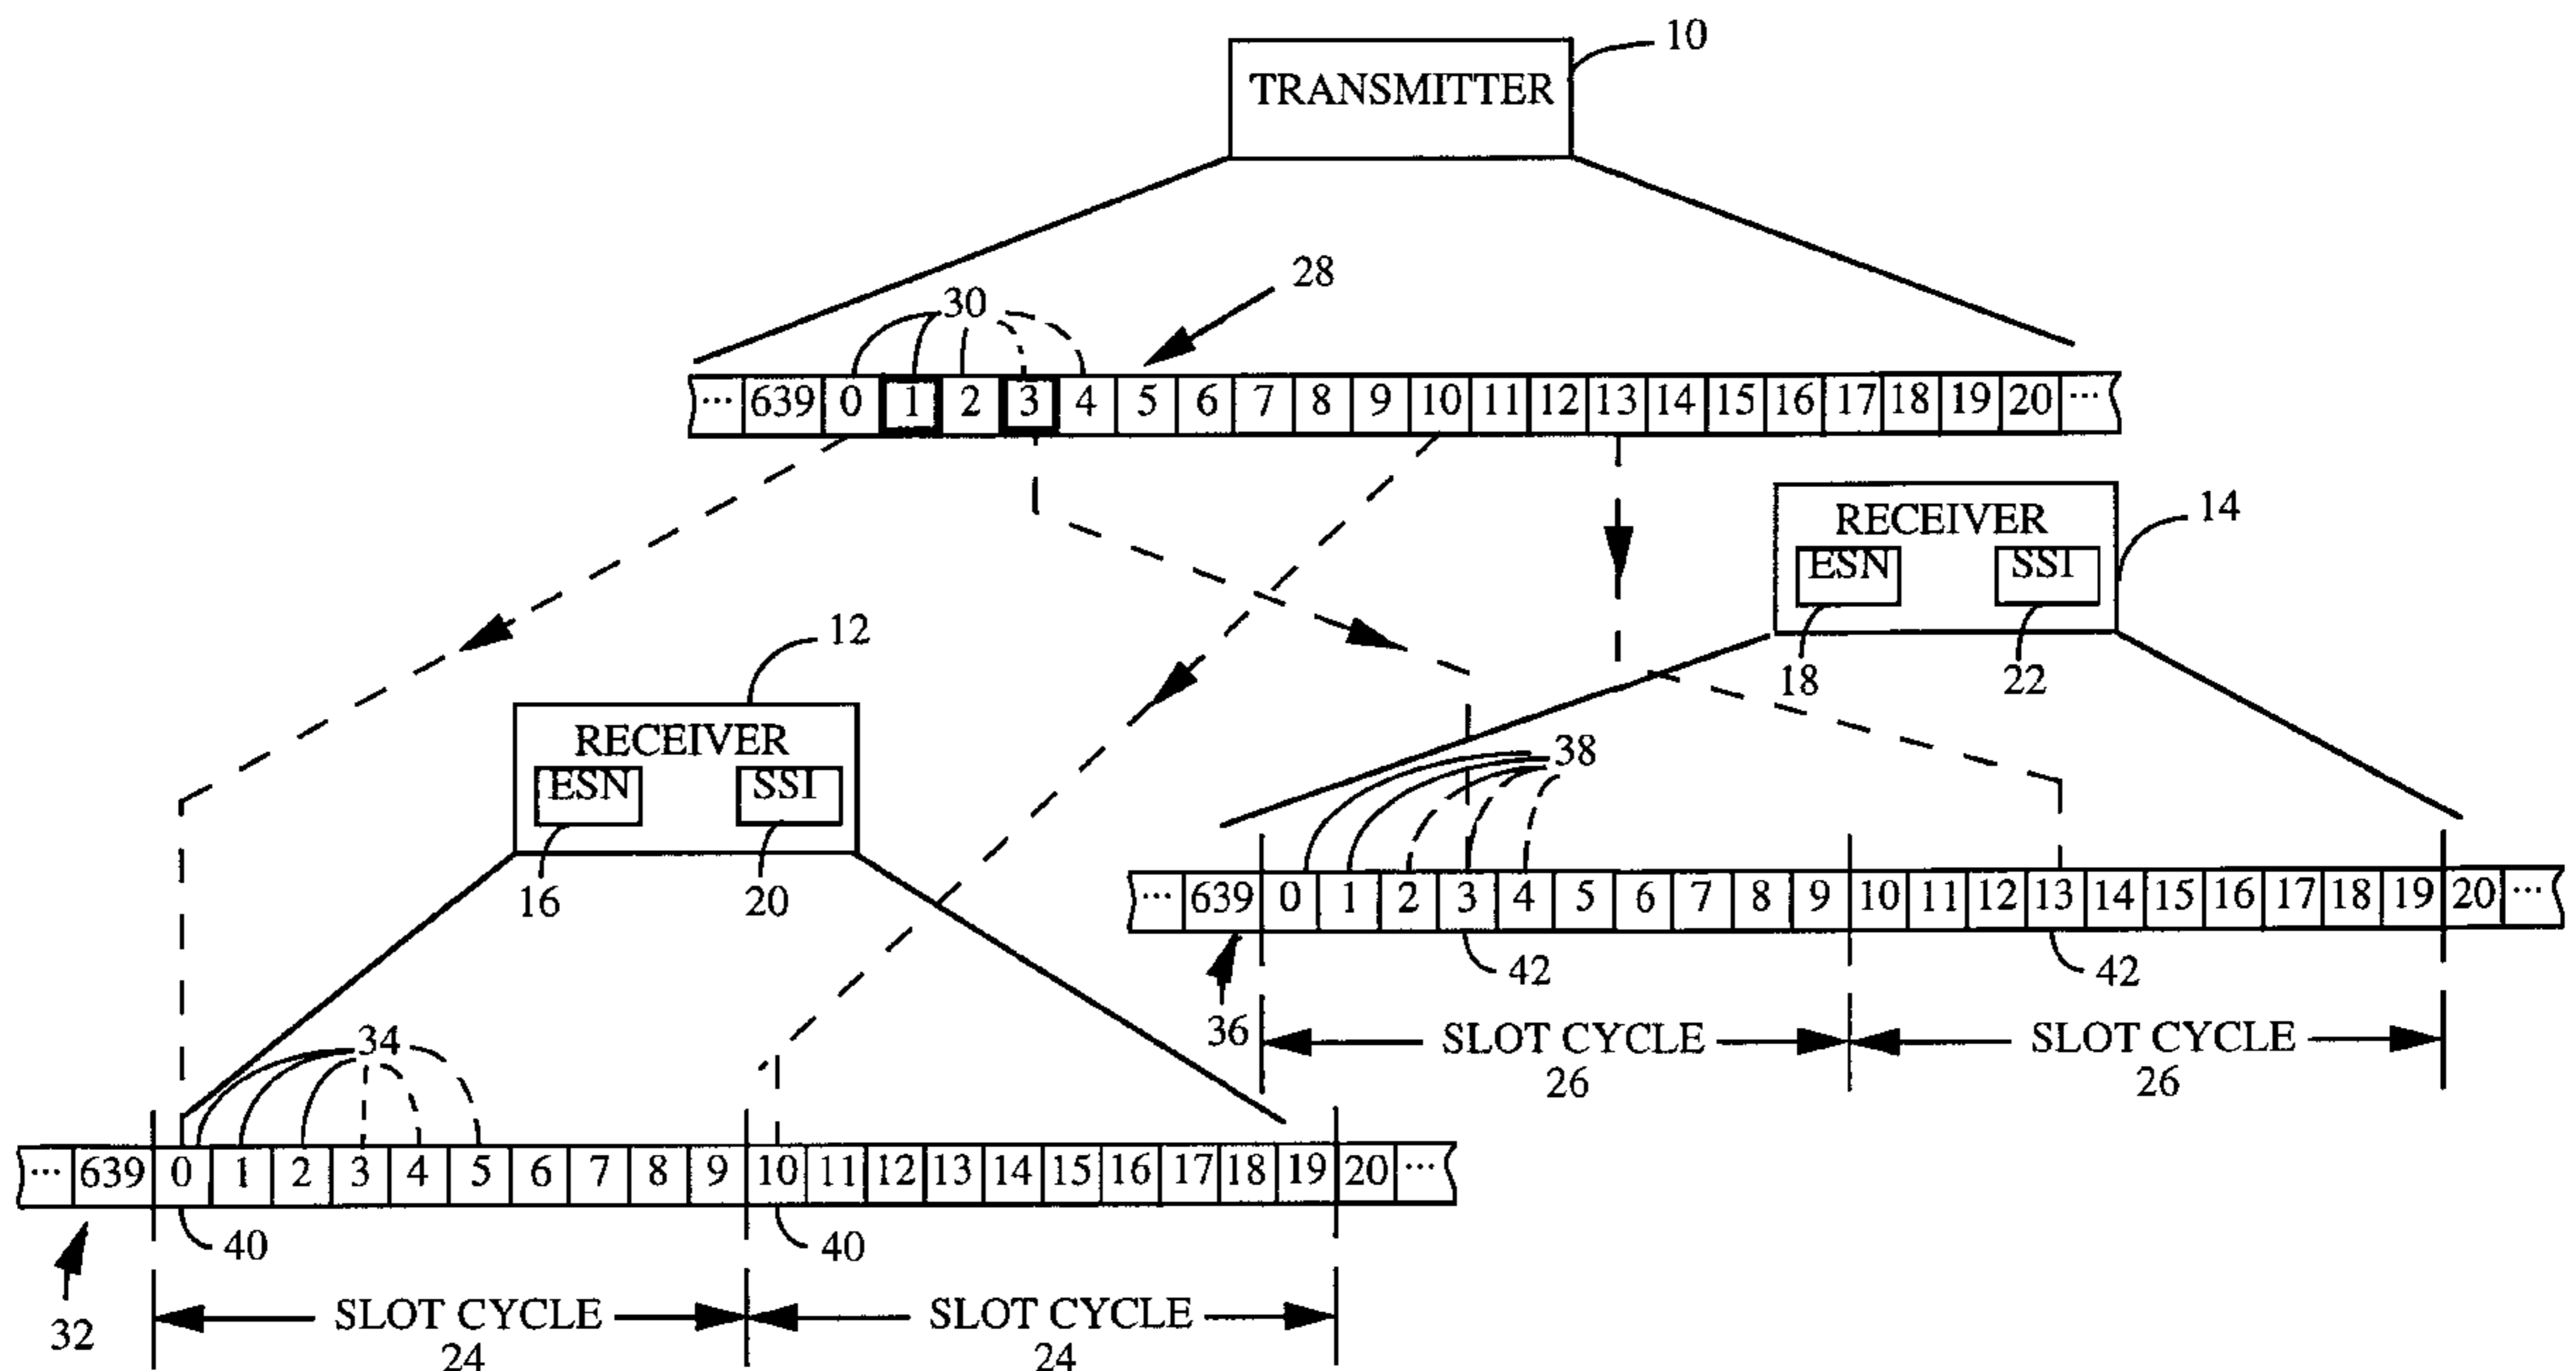 10
TRANSMITTER
28
30
... 639 0 1 2 3 4 5 6 7 8 9 10 11 12 13 14 15 16 17 18 19 20 ...
RECEIVER
14
ESN SSI
18 22
12
RECEIVER
ESN SSI
16 20
38
... 639 0 1 2 3 4 5 6 7 8 9 10 11 12 13 14 15 16 17 18 19 20 ...
42 42
36
SLOT CYCLE SLOT CYCLE
26 26
34
... 639 0 1 2 3 4 5 6 7 8 9 10 11 12 13 14 15 16 17 18 19 20 ...
40 40
32
SLOT CYCLE SLOT CYCLE
24 24